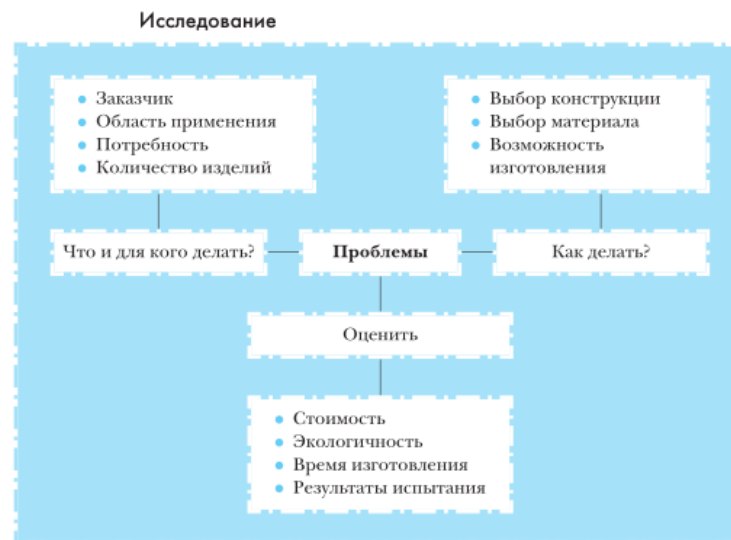 Исследование
• Заказчик
• Область применения
• Потребность
• Количество изделий
• Выбор конструкции
• Выбор материала
• Возможность
изготовления
Что и для кого делать?
Проблемы
Как делать?
Оценить
• Стоимость
• Экологичность
• Время изготовления
• Результаты испытания